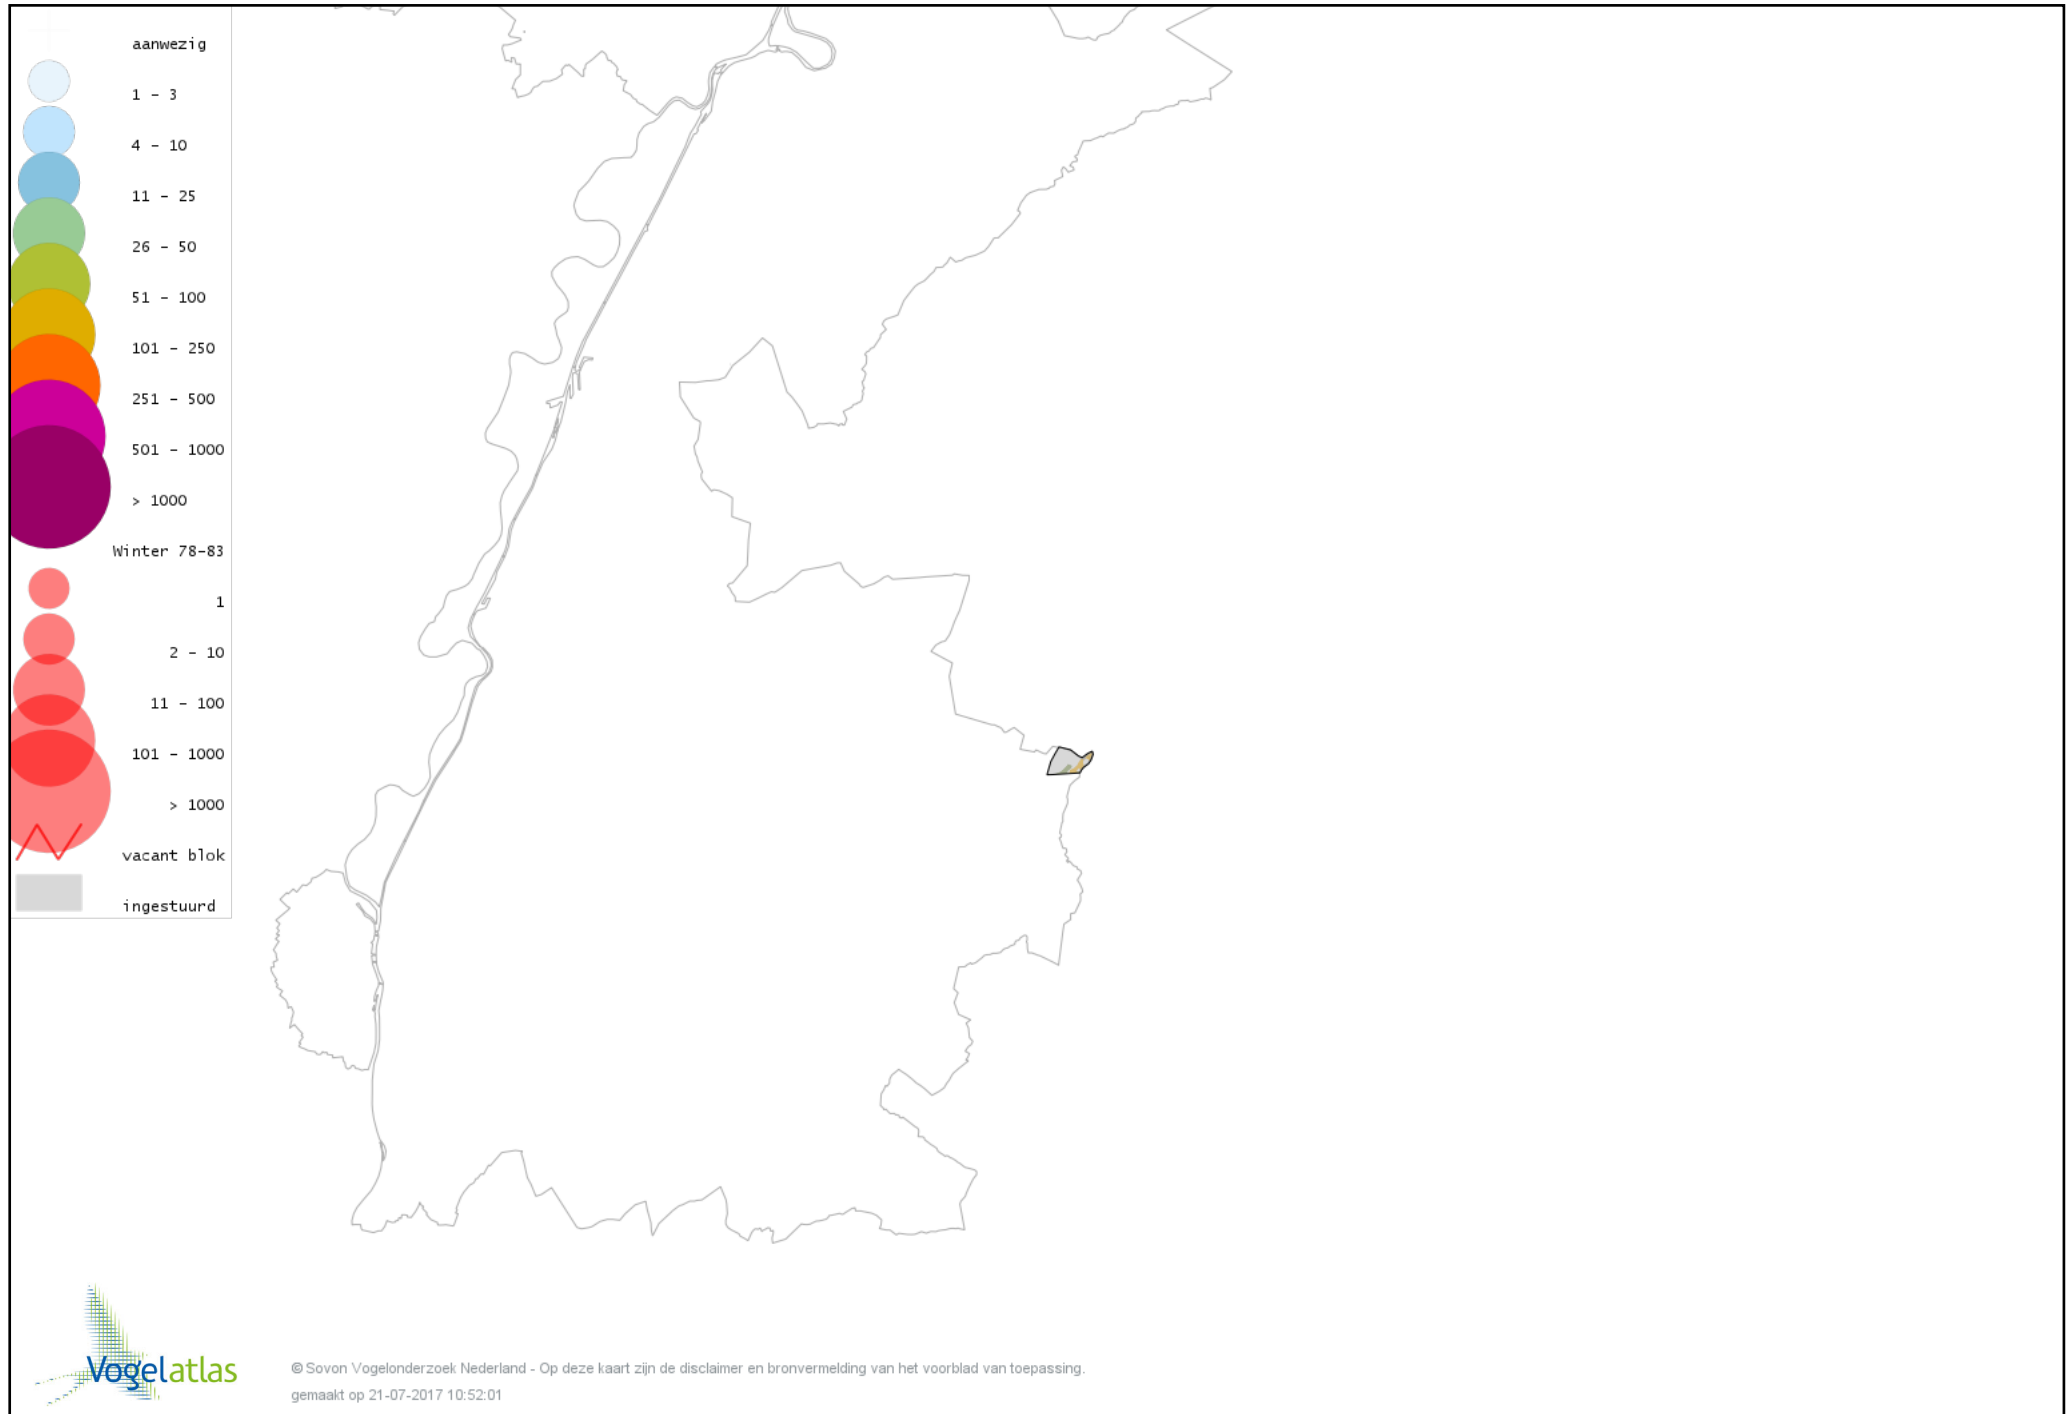 aanwezig
1 - 3
4 - 10
11 - 25
26 - 50
51 - 100
101 - 250
251 - 500
501 - 1000
> 1000
Winter 78-83
1
2 - 10
11 - 100
101 - 1000
> 1000
vacant blok
ingestuurd
Vogelatlas
© Sovon Vogelonderzoek Nederland - Op deze kaart zijn de disclaimer en bronvermelding van het voorblad van toepassing.
gemaakt op 21-07-2017 10:52:01